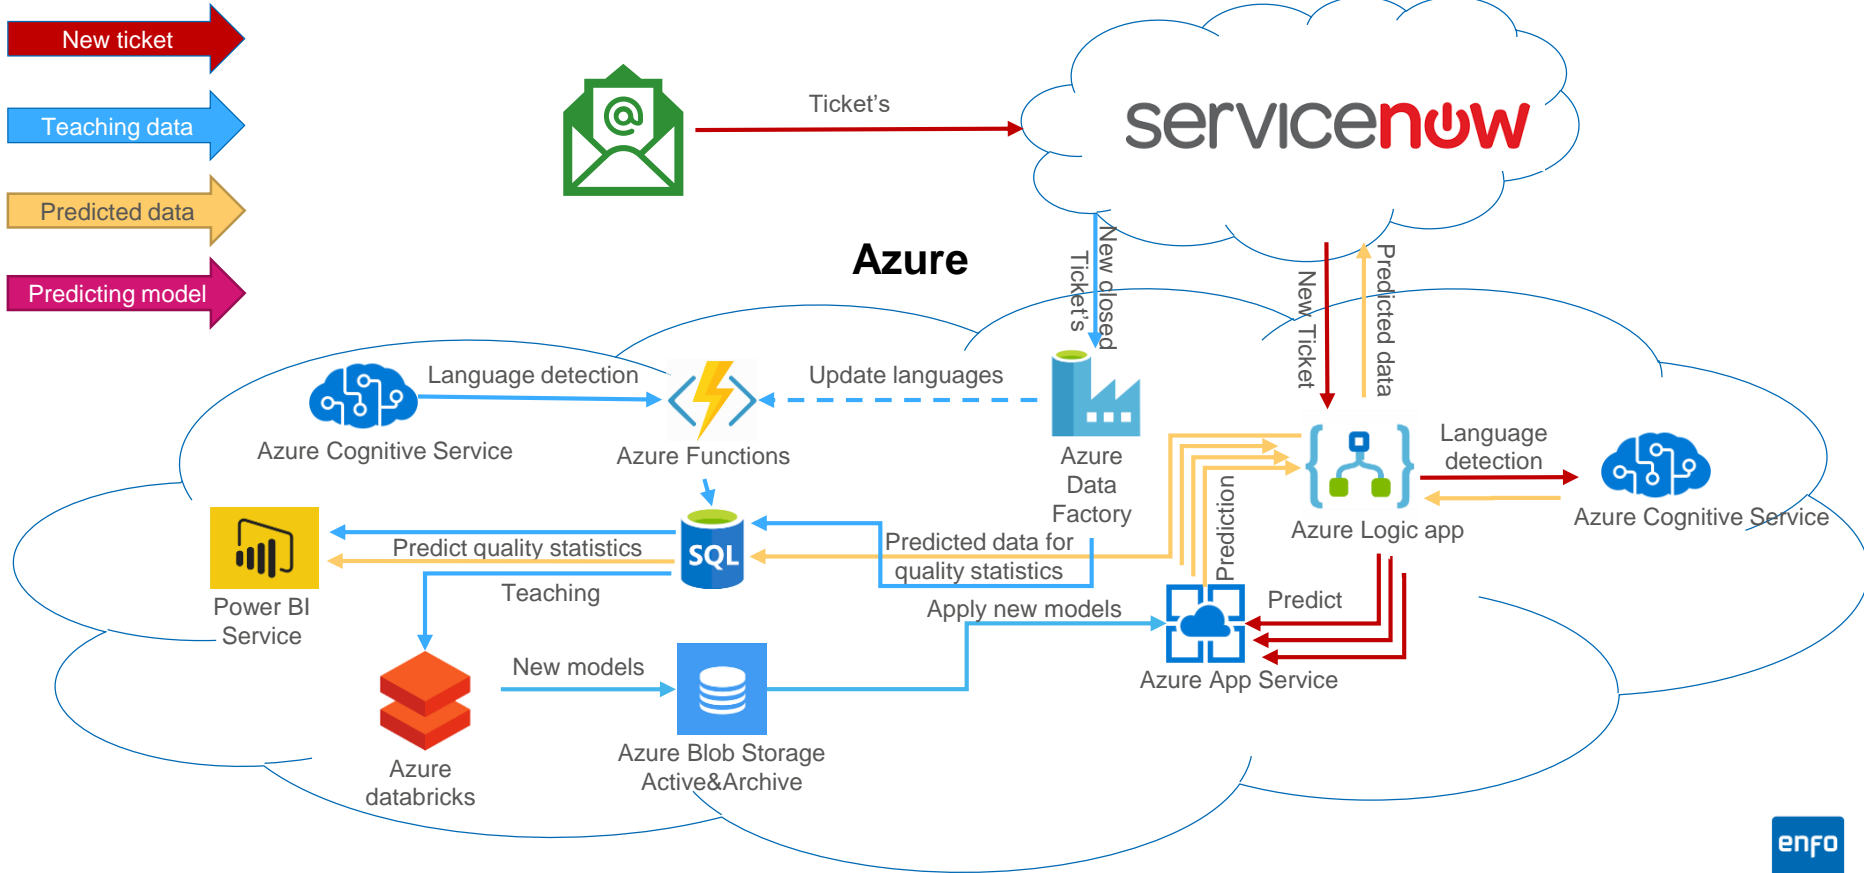 New ticket
Teaching data
Predicted data
Predicting model
@
Ticket's
servicenow
Azure
New closed
Ticket's
New Ticket
Predicted data
Language detection
Update languages
Azure Cognitive Service
Azure Functions
Azure
Data
Factory
Language
detection
Azure Logic app
Azure Cognitive Service
Prediction
SQL
Predict quality statistics
Predicted data for
quality statistics
Teaching
Power BI
Service
Apply new models
Predict
New models
Azure App Service
Azure Blob Storage
Active&Archive
Azure
databricks
enfo